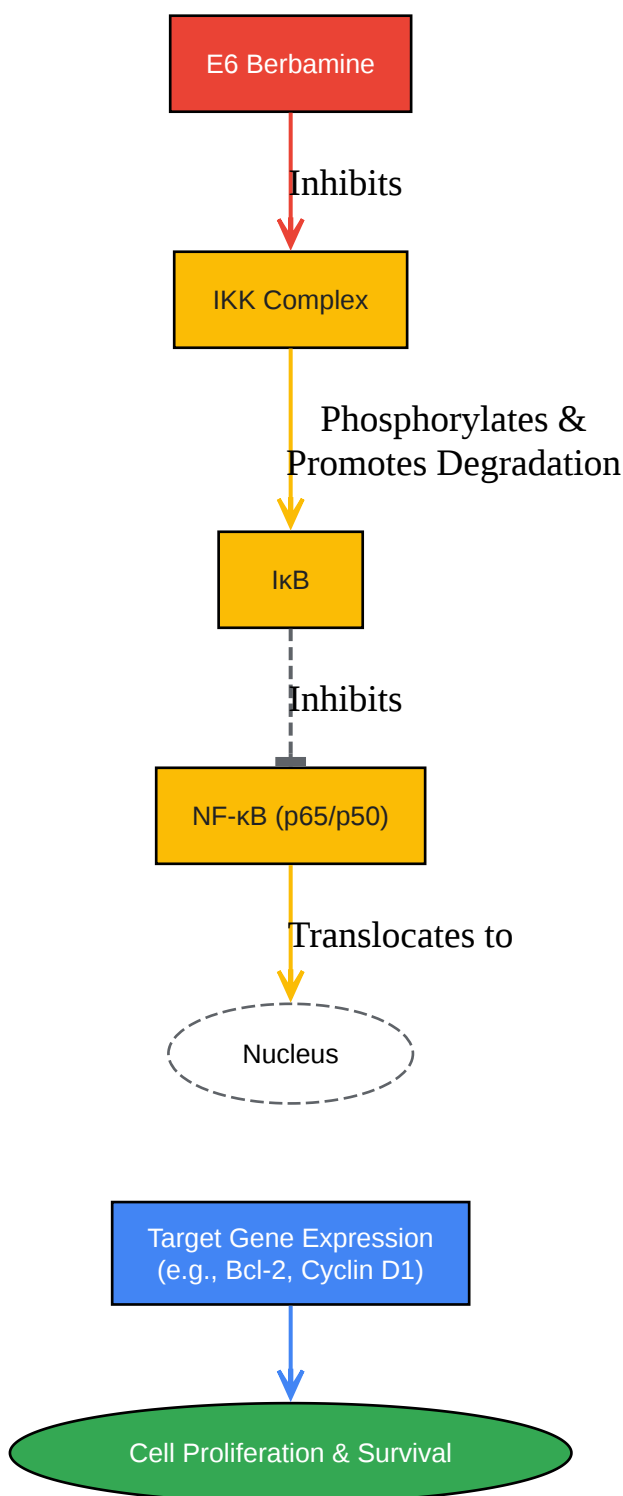 E6 Berbamine
Inhibits
IKK Complex
Phosphorylates &
Promotes Degradation
IκB
Inhibits
NF-κB (p65/p50)
Translocates to
Nucleus
Target Gene Expression
(e.g., Bcl-2, Cyclin D1)
Cell Proliferation & Survival